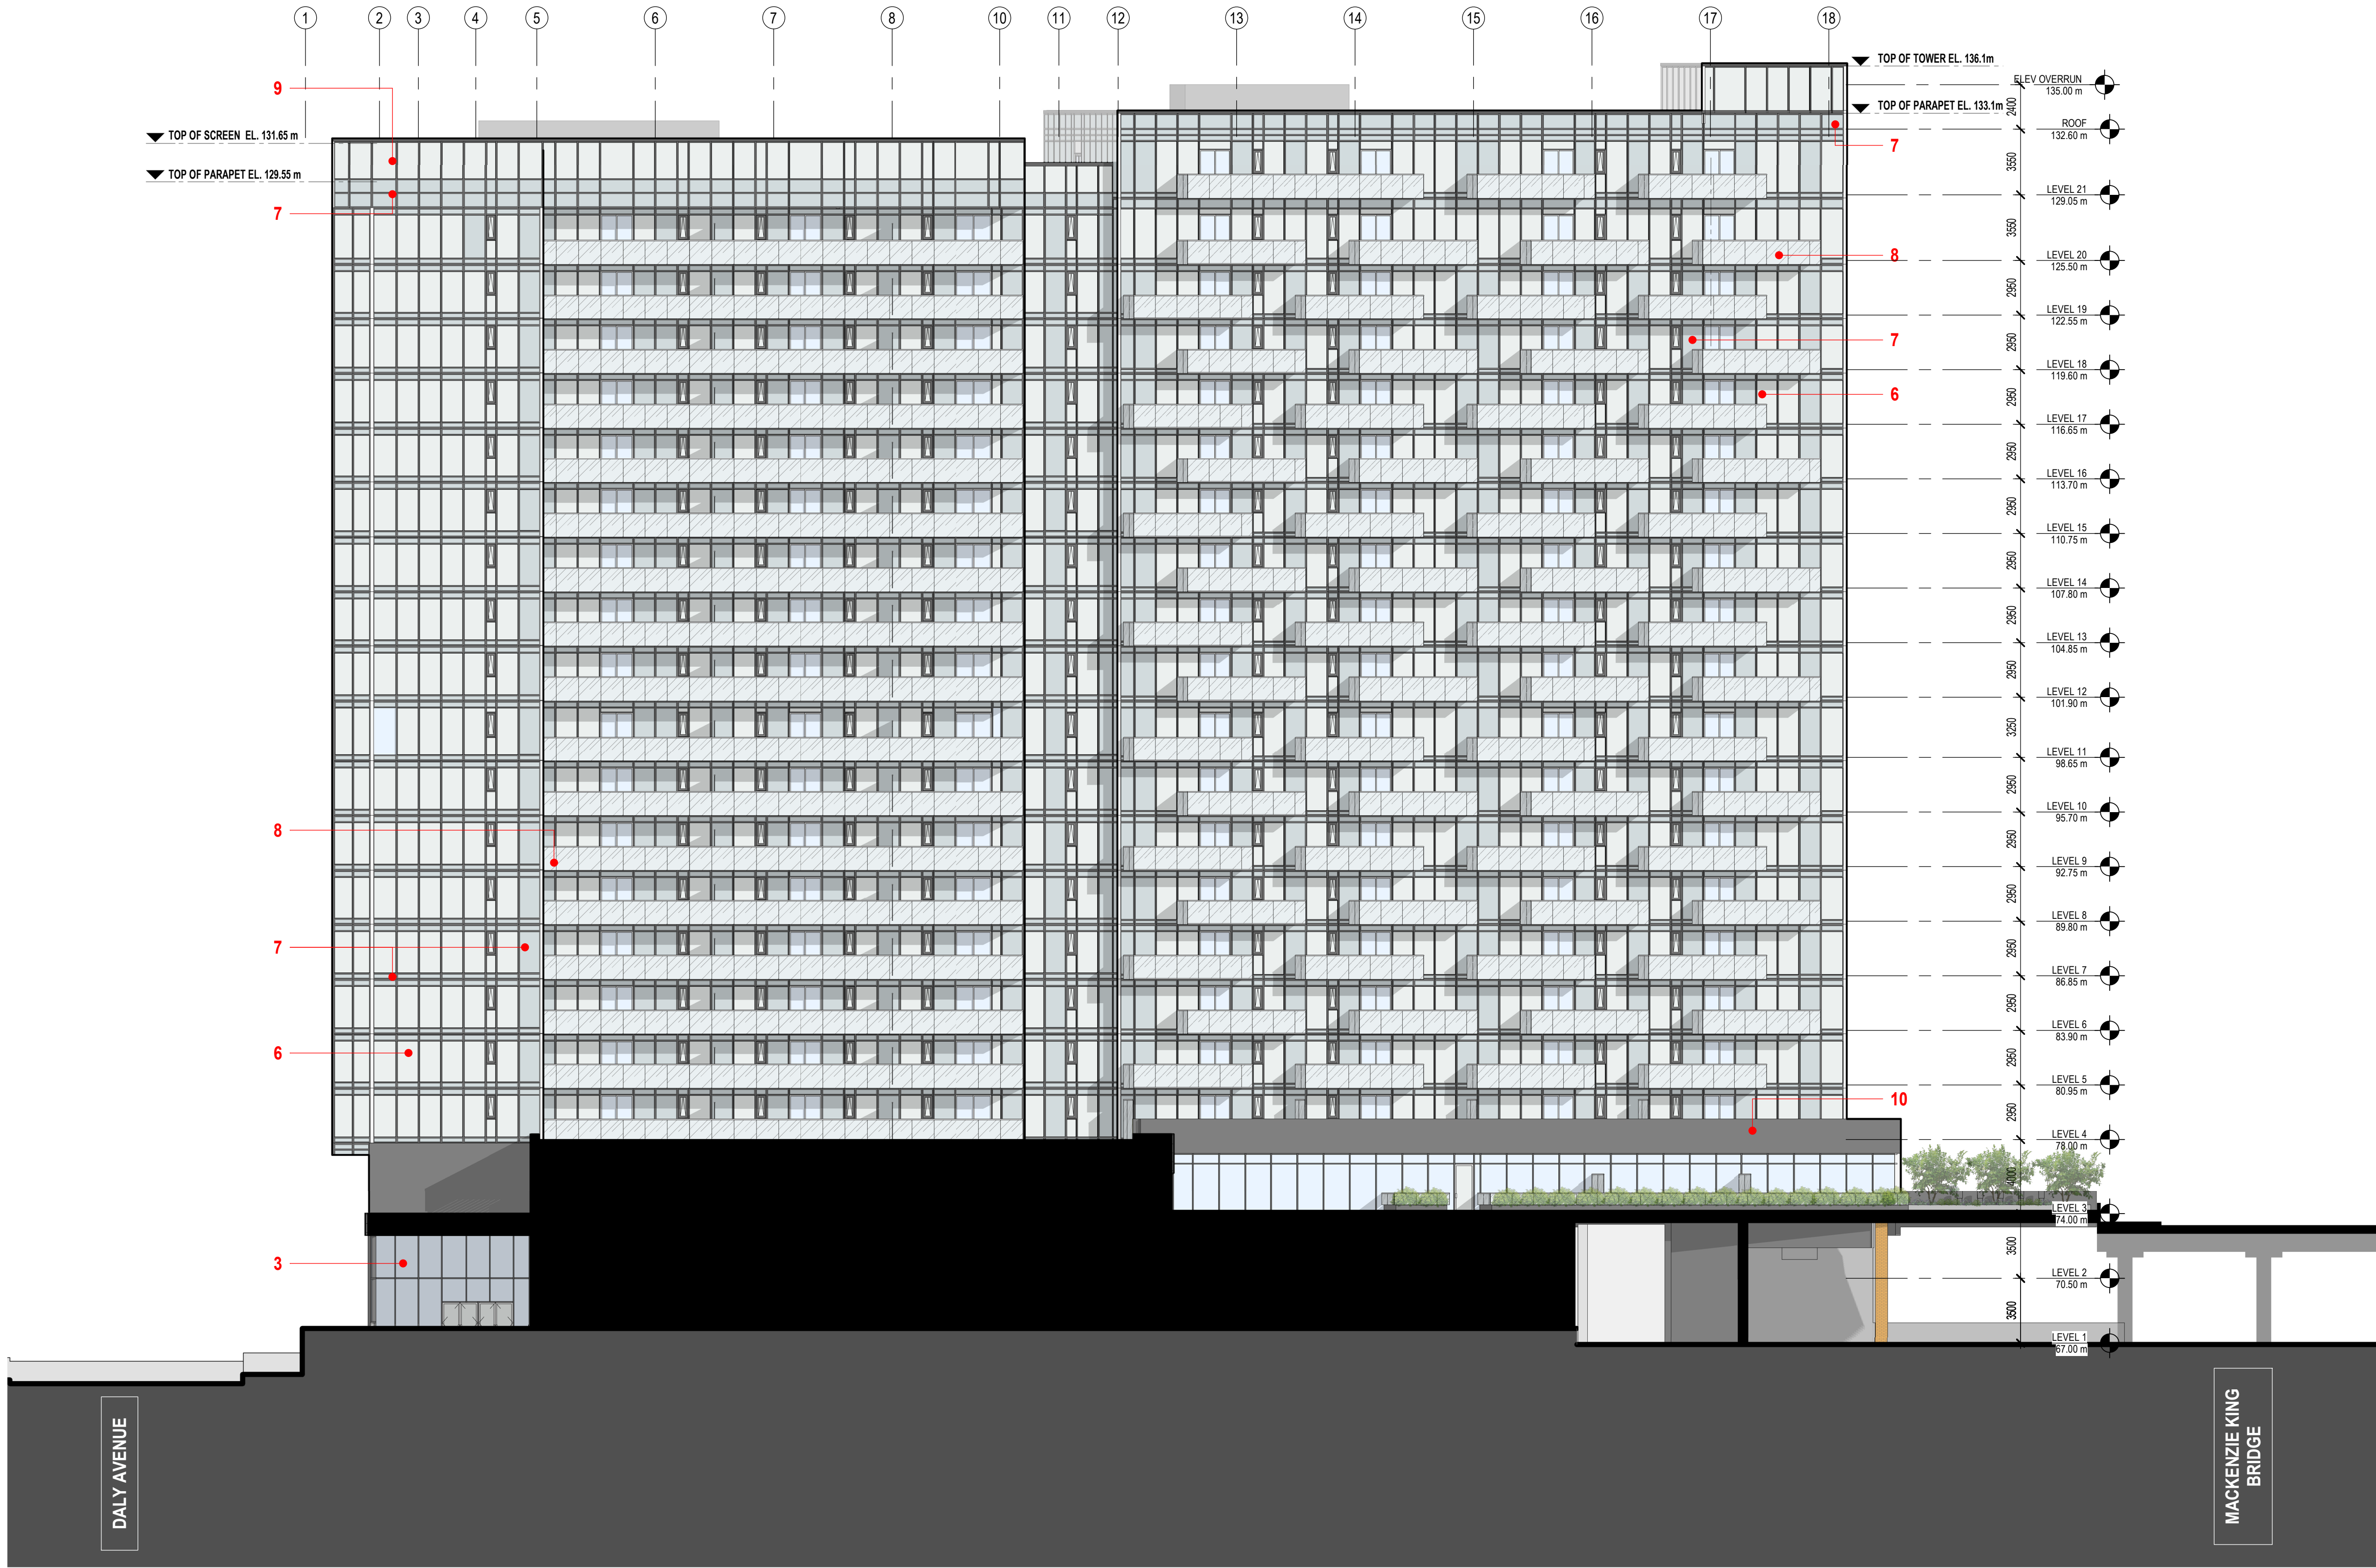 1 2 3 4 5 6 7 8 10 11 12 13 14 15 16 17 18
TOP OF TOWER EL. 136.1m
ELEV OVERRUN
135.00 m
2400
TOP OF PARAPET EL. 133.1m
ROOF
132.60 m
3550
LEVEL 21
129.05 m
3550
LEVEL 20
125.50 m
2950
LEVEL 19
122.55 m
2950
LEVEL 18
119.60 m
2950
LEVEL 17
116.65 m
2950
LEVEL 16
113.70 m
2950
LEVEL 15
110.75 m
2950
LEVEL 14
107.80 m
2950
LEVEL 13
104.85 m
2950
LEVEL 12
101.90 m
3250
LEVEL 11
98.65 m
2950
LEVEL 10
95.70 m
2950
LEVEL 9
92.75 m
2950
LEVEL 8
89.80 m
2950
LEVEL 7
86.85 m
2950
LEVEL 6
83.90 m
2950
LEVEL 5
80.95 m
2950
LEVEL 4
78.00 m
4000
LEVEL 3
74.00 m
3500
LEVEL 2
70.50 m
3500
LEVEL 1
67.00 m
9
TOP OF SCREEN EL. 131.65 m
TOP OF PARAPET EL. 129.55 m
7
8
7
6
3
7
8
7
6
10
DALY AVENUE
MACKENZIE KING
BRIDGE